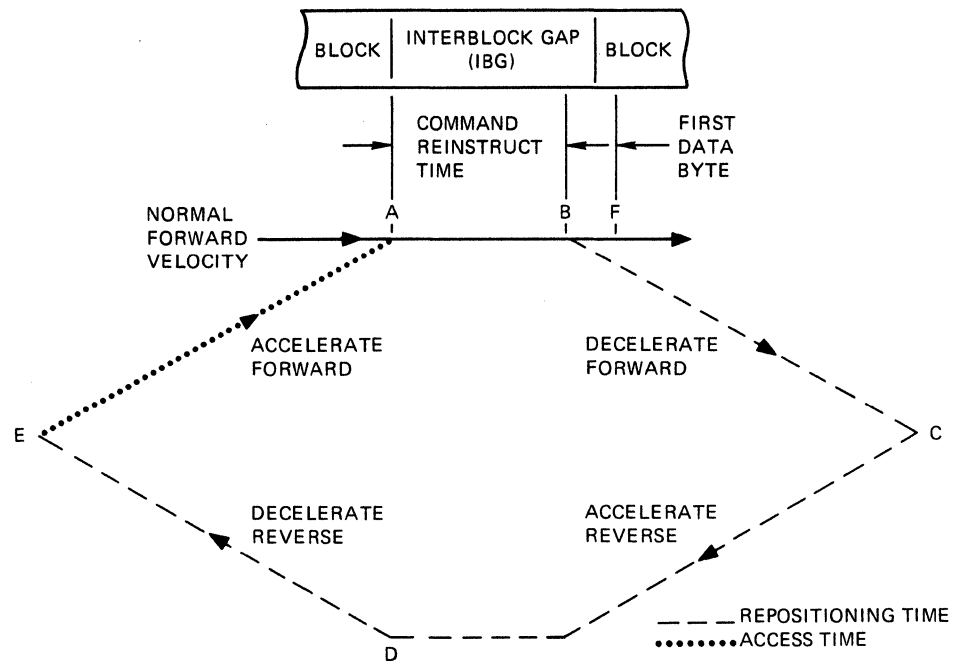 BLOCK
INTERBLOCK GAP
(IBG)
BLOCK
COMMAND
REINSTRUCT
TIME
FIRST
DATA
BYTE
A
B
F
NORMAL
FORWARD
VELOCITY
ACCELERATE
FORWARD
DECELERATE
FORWARD
E
C
DECELERATE
REVERSE
ACCELERATE
REVERSE
D
REPOSITIONING TIME
ACCESS TIME